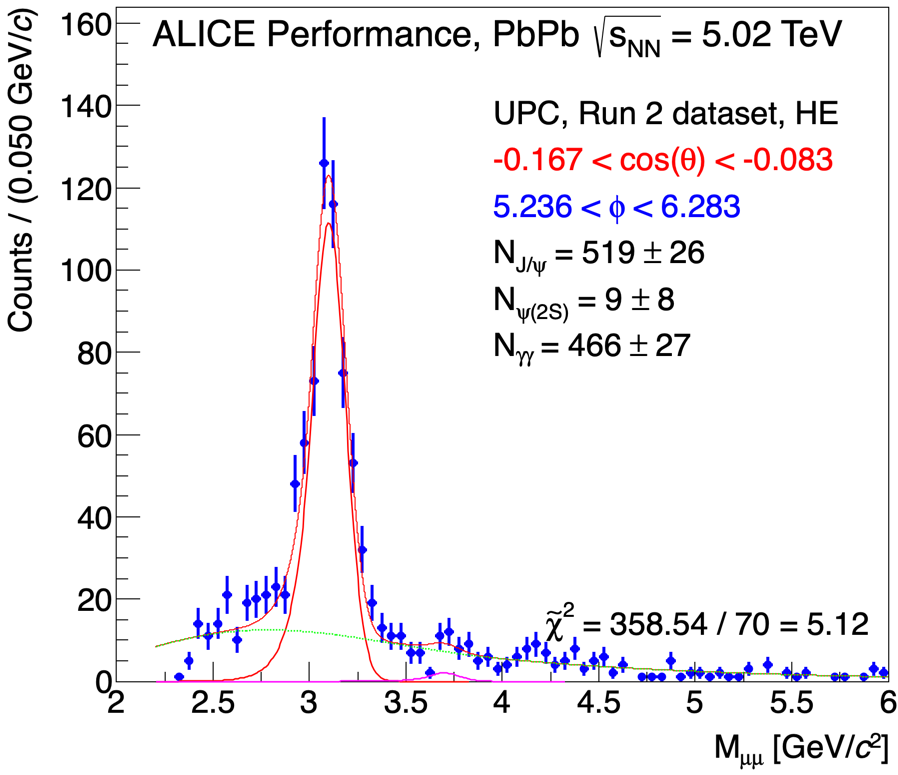 ALICE Performance, PbPb √sNN = 5.02 TeV
UPC, Run 2 dataset, HE
-0.167 < cos(θ) < -0.083
5.236 < ϕ < 6.283
NJ/ψ = 519 ± 26
Nψ(2S) = 9 ± 8
Nγγ = 466 ± 27
χ̃² = 358.54 / 70 = 5.12
Counts / (0.050 GeV/c)
160
140
120
100
80
60
40
20
0
2 2.5 3 3.5 4 4.5 5 5.5 6
Mμμ [GeV/c²]